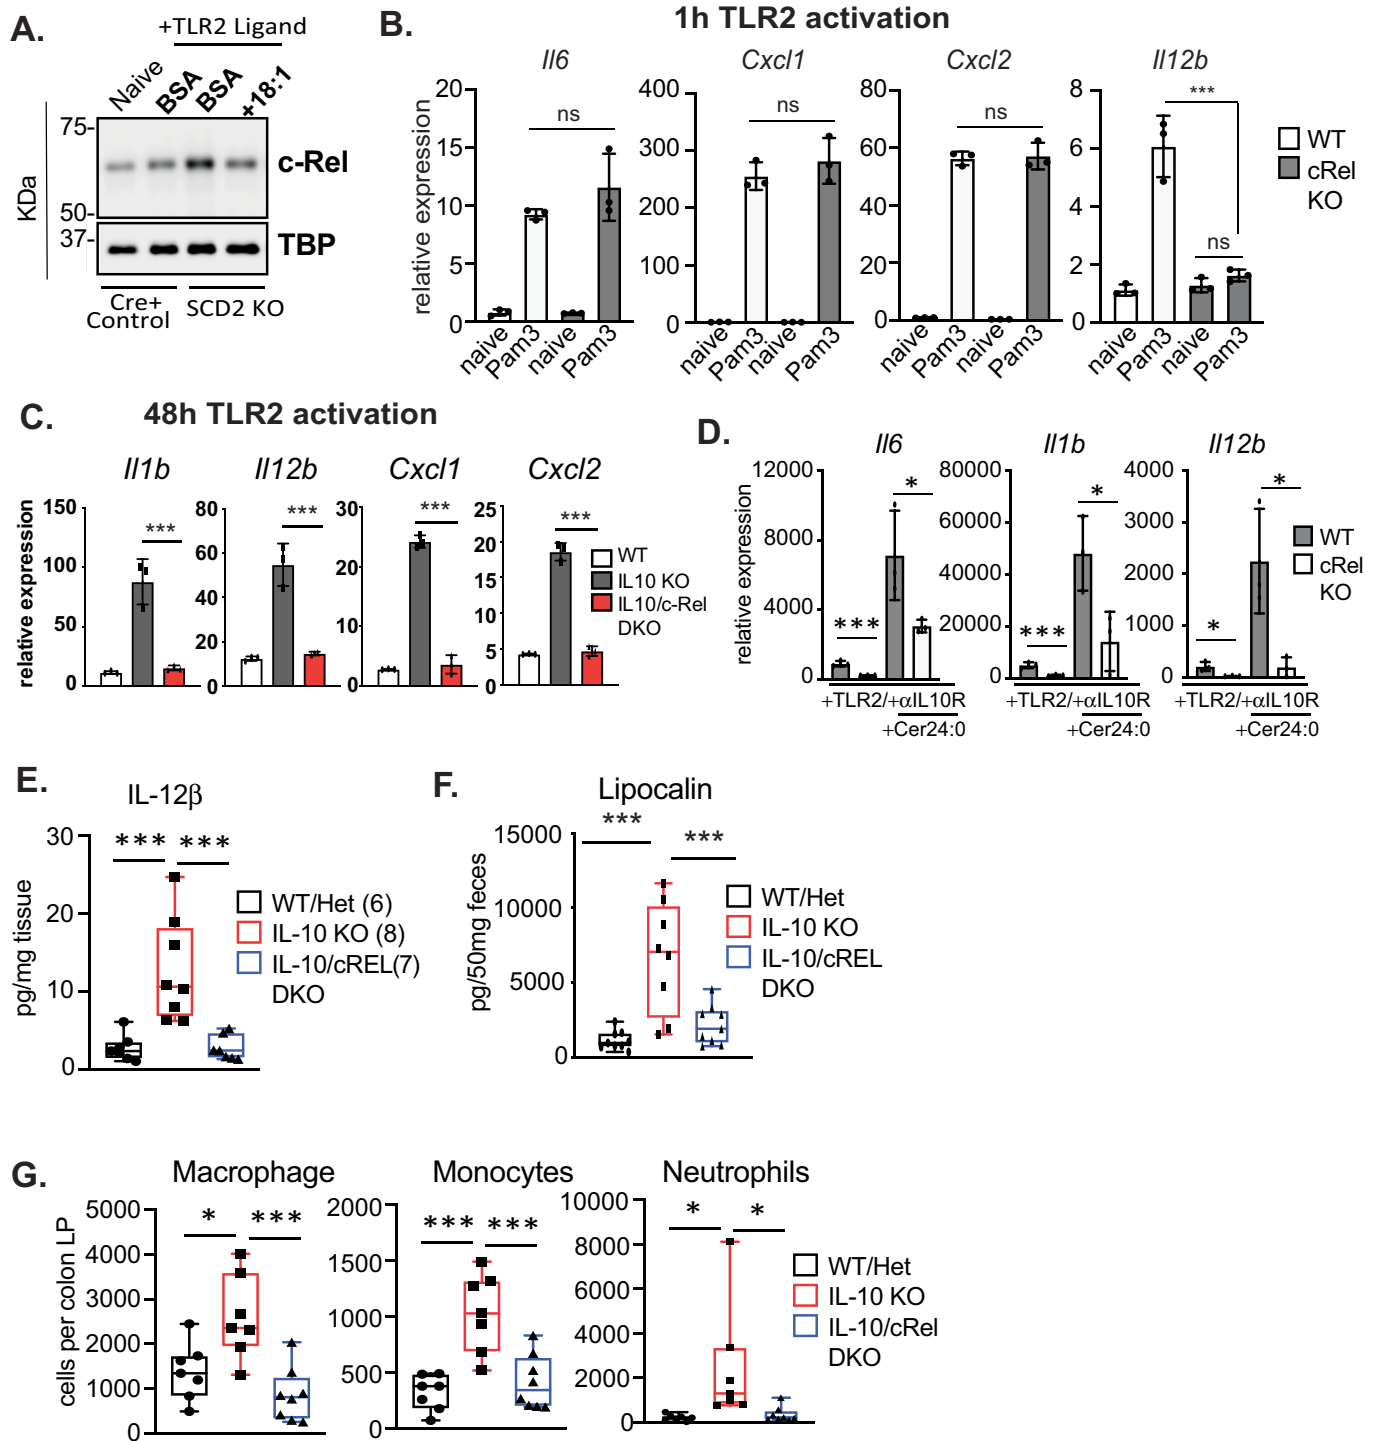 A.
+TLR2 Ligand
Naive
BSA
BSA
+18:1
KDa
75-
50-
37-
c-Rel
TBP
Cre+
Control
SCD2 KO
B.
1h TLR2 activation
Il6
Cxcl1
Cxcl2
Il12b
relative expression
20
15
10
5
0
ns
naive
Pam3
naive
Pam3
400
300
200
100
0
ns
naive
Pam3
naive
Pam3
80
60
40
20
0
ns
naive
Pam3
naive
Pam3
8
6
4
2
0
***
ns
naive
Pam3
naive
Pam3
WT
cRel
KO
C.
48h TLR2 activation
Il1b
Il12b
Cxcl1
Cxcl2
relative expression
150
100
50
0
***
80
60
40
20
0
***
30
20
10
0
***
25
20
15
10
5
0
***
WT
IL10 KO
IL10/c-Rel
DKO
D.
Il6
Il1b
Il12b
relative expression
12000
8000
4000
0
***
*
+TLR2/+αIL10R
+Cer24:0
80000
60000
40000
20000
0
***
*
+TLR2/+αIL10R
+Cer24:0
4000
3000
2000
1000
0
*
*
+TLR2/+αIL10R
+Cer24:0
WT
cRel
KO
E.
IL-12β
pg/mg tissue
30
20
10
0
***
***
WT/Het (6)
IL-10 KO (8)
IL-10/cREL(7)
DKO
F.
Lipocalin
pg/50mg feces
15000
10000
5000
0
***
***
WT/Het
IL-10 KO
IL-10/cREL
DKO
G.
Macrophage
Monocytes
Neutrophils
cells per colon LP
5000
4000
3000
2000
1000
0
*
***
2000
1500
1000
500
0
***
***
10000
8000
6000
4000
2000
0
*
*
WT/Het
IL-10 KO
IL-10/cRel
DKO